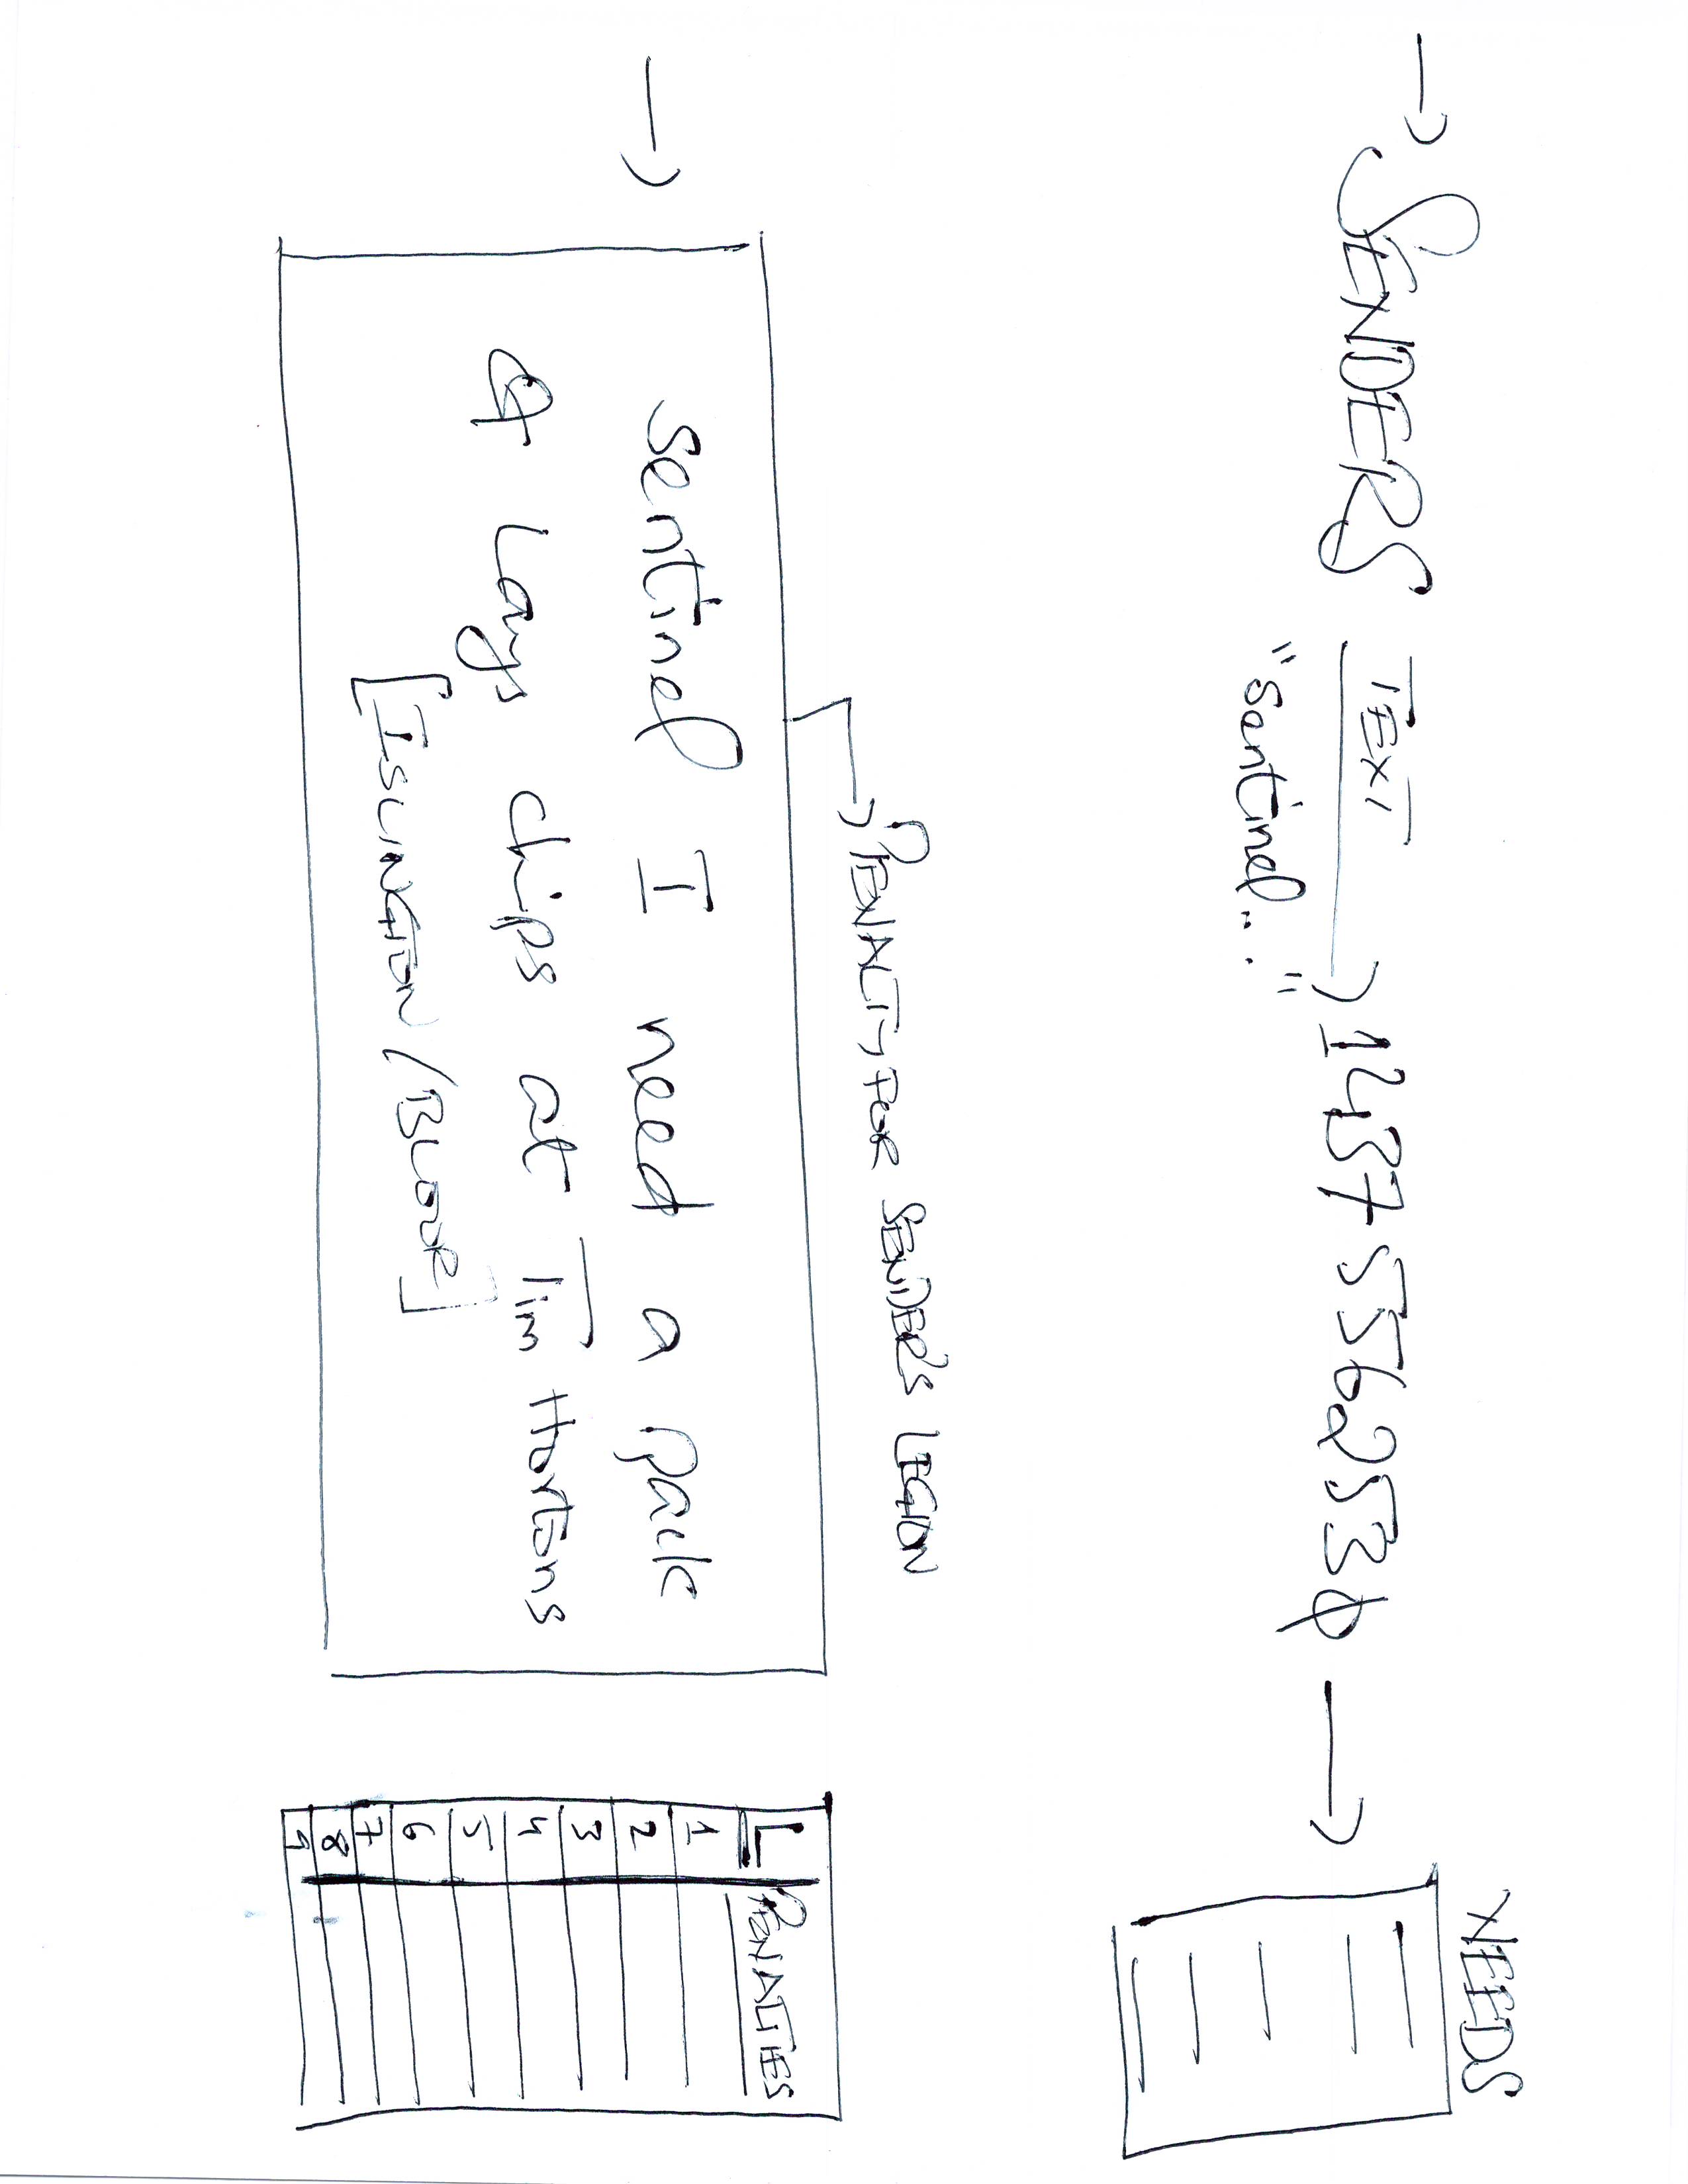 NEEDS
→ SENDERS TEXT → 14375562530 →
"Sentinel..."
→ PENALTY FOR SENDER'S LEGION
→ Sentinel I need a pack
of Lays chips at Tim Hortons
[ISLINGTON/BLOOR]
L PENALTIES
1
2
3
4
5
6
7
8
9